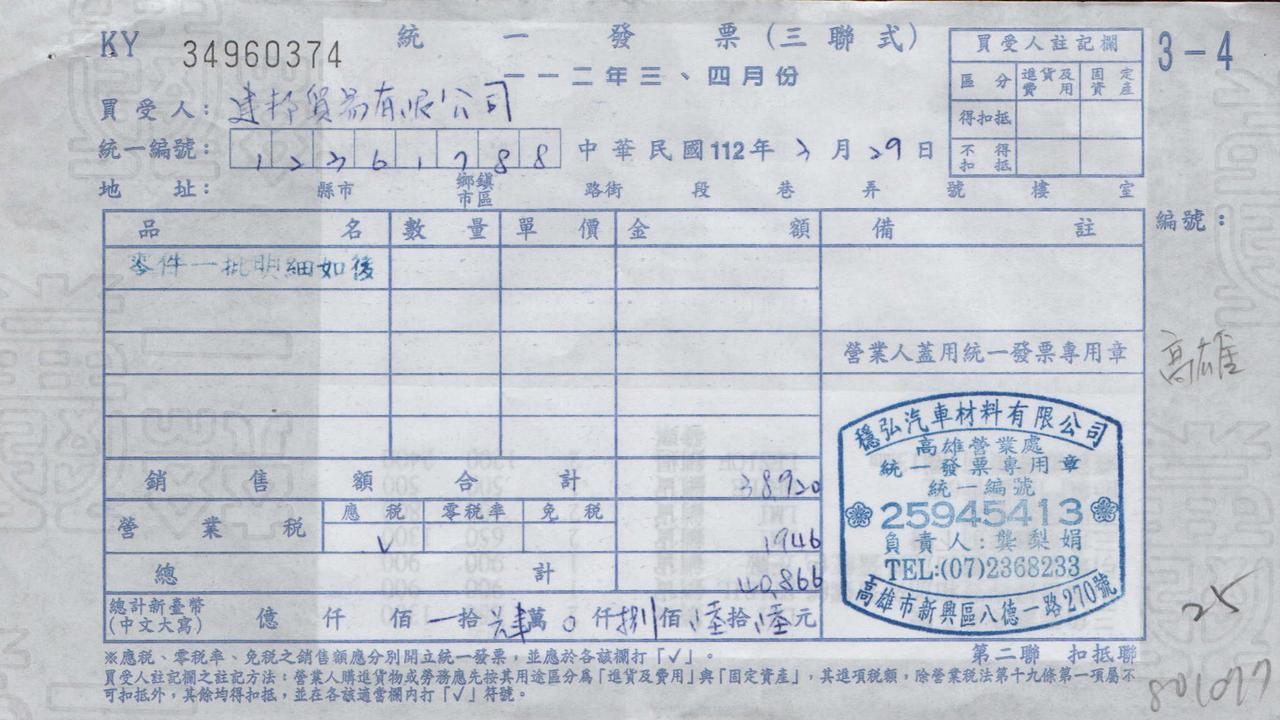 KY 34960374
統一發票(三聯式)
一一二年三、四月份
買受人註記欄
區分 進貨及費用 固定資產
得扣抵
不得扣抵
3-4
買受人: 建邦貿易有限公司
統一編號: 12361788
中華民國112年3月29日
地址: 縣市 鄉鎮市區 路街 段 巷 弄 號 樓 室
品名 數量 單價 金額 備註
編號:
零件一批明細如後
營業人蓋用統一發票專用章
高雄
穩弘汽車材料有限公司
高雄營業處
統一發票專用章
統一編號
25945413
負責人:龔梨娟
TEL:(07)2368233
高雄市新興區八德一路270號
銷售額合計 38920
營業稅 應稅 零稅率 免稅
V 1946
總計 40,866
總計新臺幣(中文大寫) 億 仟 佰 一拾 肆萬 0仟 捌佰 陸拾 陸元
25
※應稅、零稅率、免稅之銷售額應分別開立統一發票,並應於各該欄打「✓」。
第二聯 扣抵聯
買受人註記欄之註記方法:營業人購進貨物或勞務應先按其用途區分為「進貨及費用」與「固定資產」,其進項稅額,除營業稅法第十九條第一項屬不
可扣抵外,其餘均得扣抵,並在各該適當欄內打「✓」符號。